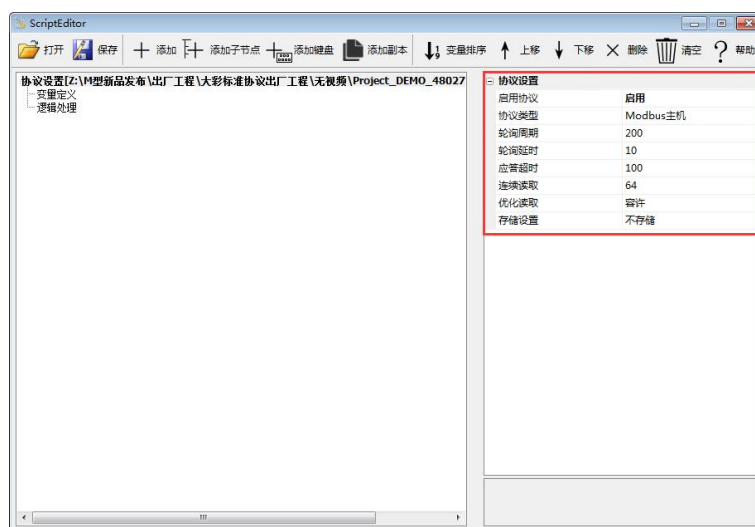 ScriptEditor
打开 保存 添加 添加子节点 添加键盘 添加副本 变量排序 上移 下移 删除 清空 帮助
协议设置[Z:\M型新品发布\出厂工程\大彩标准协议出厂工程\无视频\Project_DEMO_48027
变量定义
逻辑处理
协议设置
启用协议 启用
协议类型 Modbus主机
轮询周期 200
轮询延时 10
应答超时 100
连续读取 64
优化读取 容许
存储设置 不存储